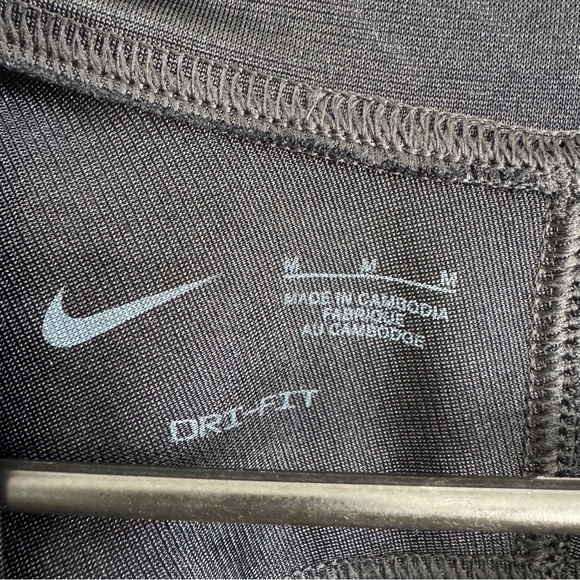 M M M
MADE IN CAMBODIA
FABRIQUE
AU CAMBODGE
DRI-FIT